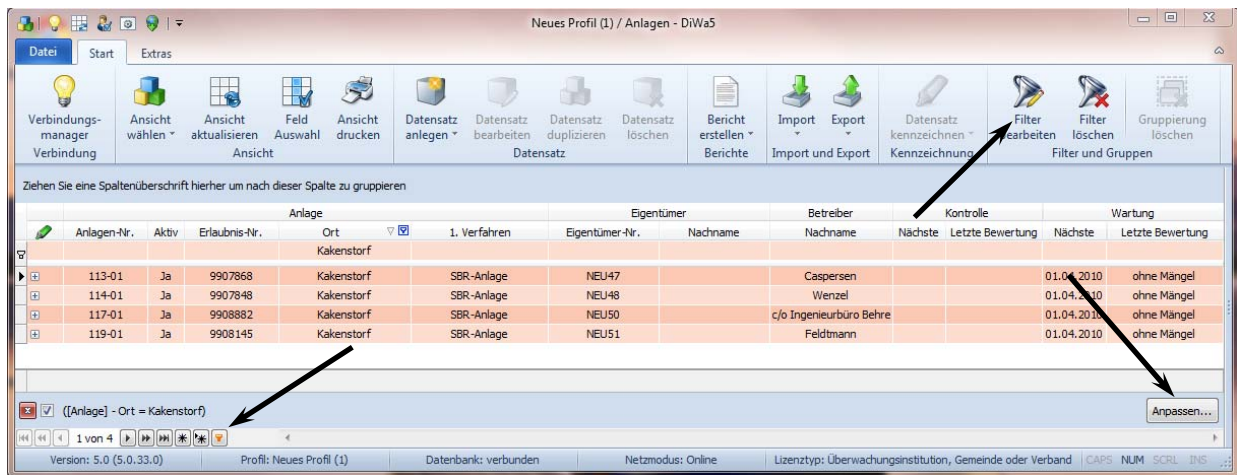 Neues Profil (1) / Anlagen - DiWa5
Datei Start Extras
Verbindungs-manager Ansicht wählen Ansicht aktualisieren Feld Auswahl Ansicht drucken Datensatz anlegen Datensatz bearbeiten Datensatz duplizieren Datensatz löschen Bericht erstellen Import Export Datensatz kennzeichnen Filter bearbeiten Filter löschen Gruppierung löschen
Verbindung Ansicht Datensatz Berichte Import und Export Kennzeichnung Filter und Gruppen
Ziehen Sie eine Spaltenüberschrift hierher um nach dieser Spalte zu gruppieren
Anlage Eigentümer Betreiber Kontrolle Wartung
Anlagen-Nr. Aktiv Erlaubnis-Nr. Ort 1. Verfahren Eigentümer-Nr. Nachname Nachname Nächste Letzte Bewertung Nächste Letzte Bewertung
Kakenstorf
113-01 Ja 9907868 Kakenstorf SBR-Anlage NEU47 Caspersen 01.04.2010 ohne Mängel
114-01 Ja 9907848 Kakenstorf SBR-Anlage NEU48 Wenzel 01.04.2010 ohne Mängel
117-01 Ja 9908882 Kakenstorf SBR-Anlage NEU50 c/o Ingenieurbüro Behre 01.04.2010 ohne Mängel
119-01 Ja 9908145 Kakenstorf SBR-Anlage NEU51 Feldtmann 01.04.2010 ohne Mängel
([Anlage] - Ort = Kakenstorf) Anpassen...
1 von 4
Version: 5.0 (5.0.33.0) Profil: Neues Profil (1) Datenbank: verbunden Netzmodus: Online Lizenztyp: Überwachungsinstitution, Gemeinde oder Verband CAPS NUM SCRL INS